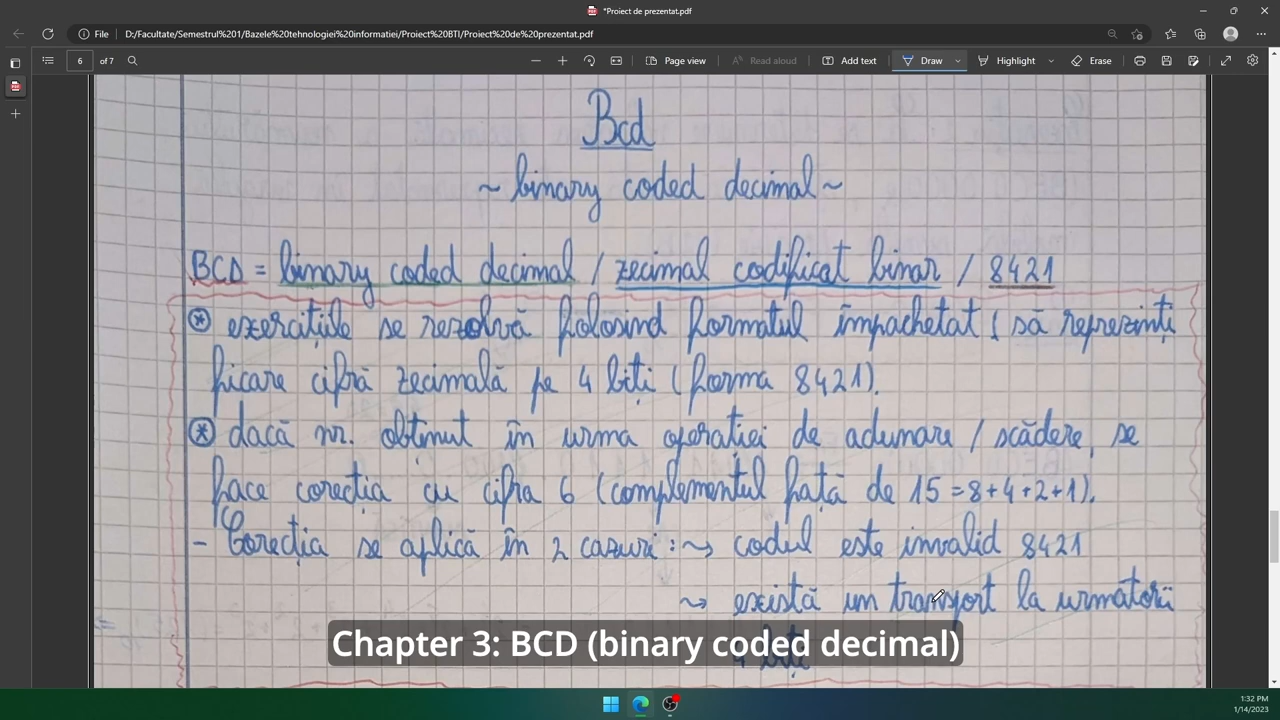 *Proiect de prezentat.pdf
File D:/Facultate/Semestrul%201/Bazele%20tehnologiei%20informatiei/Proiect%20BTI/Proiect%20de%20prezentat.pdf
6 of 7 Page view Read aloud Add text Draw Highlight Erase
Bcd
~ binary coded decimal ~
BCD = binary coded decimal / zecimal codificat binar / 8421
* exercițiile se rezolvă folosind formatul împachetat ( să reprezinți
ficare cifră zecimală pe 4 biți (forma 8421).
* dacă nr. obținut în urma operației de adunare / scădere, se
face corecția cu cifra 6 (complementul față de 15 = 8+4+2+1).
- Corecția se aplică în 2 cazuri: ~> codul este invalid 8421
~> există un transport la următorii
4 biți
Chapter 3: BCD (binary coded decimal)
1:32 PM
1/14/2023